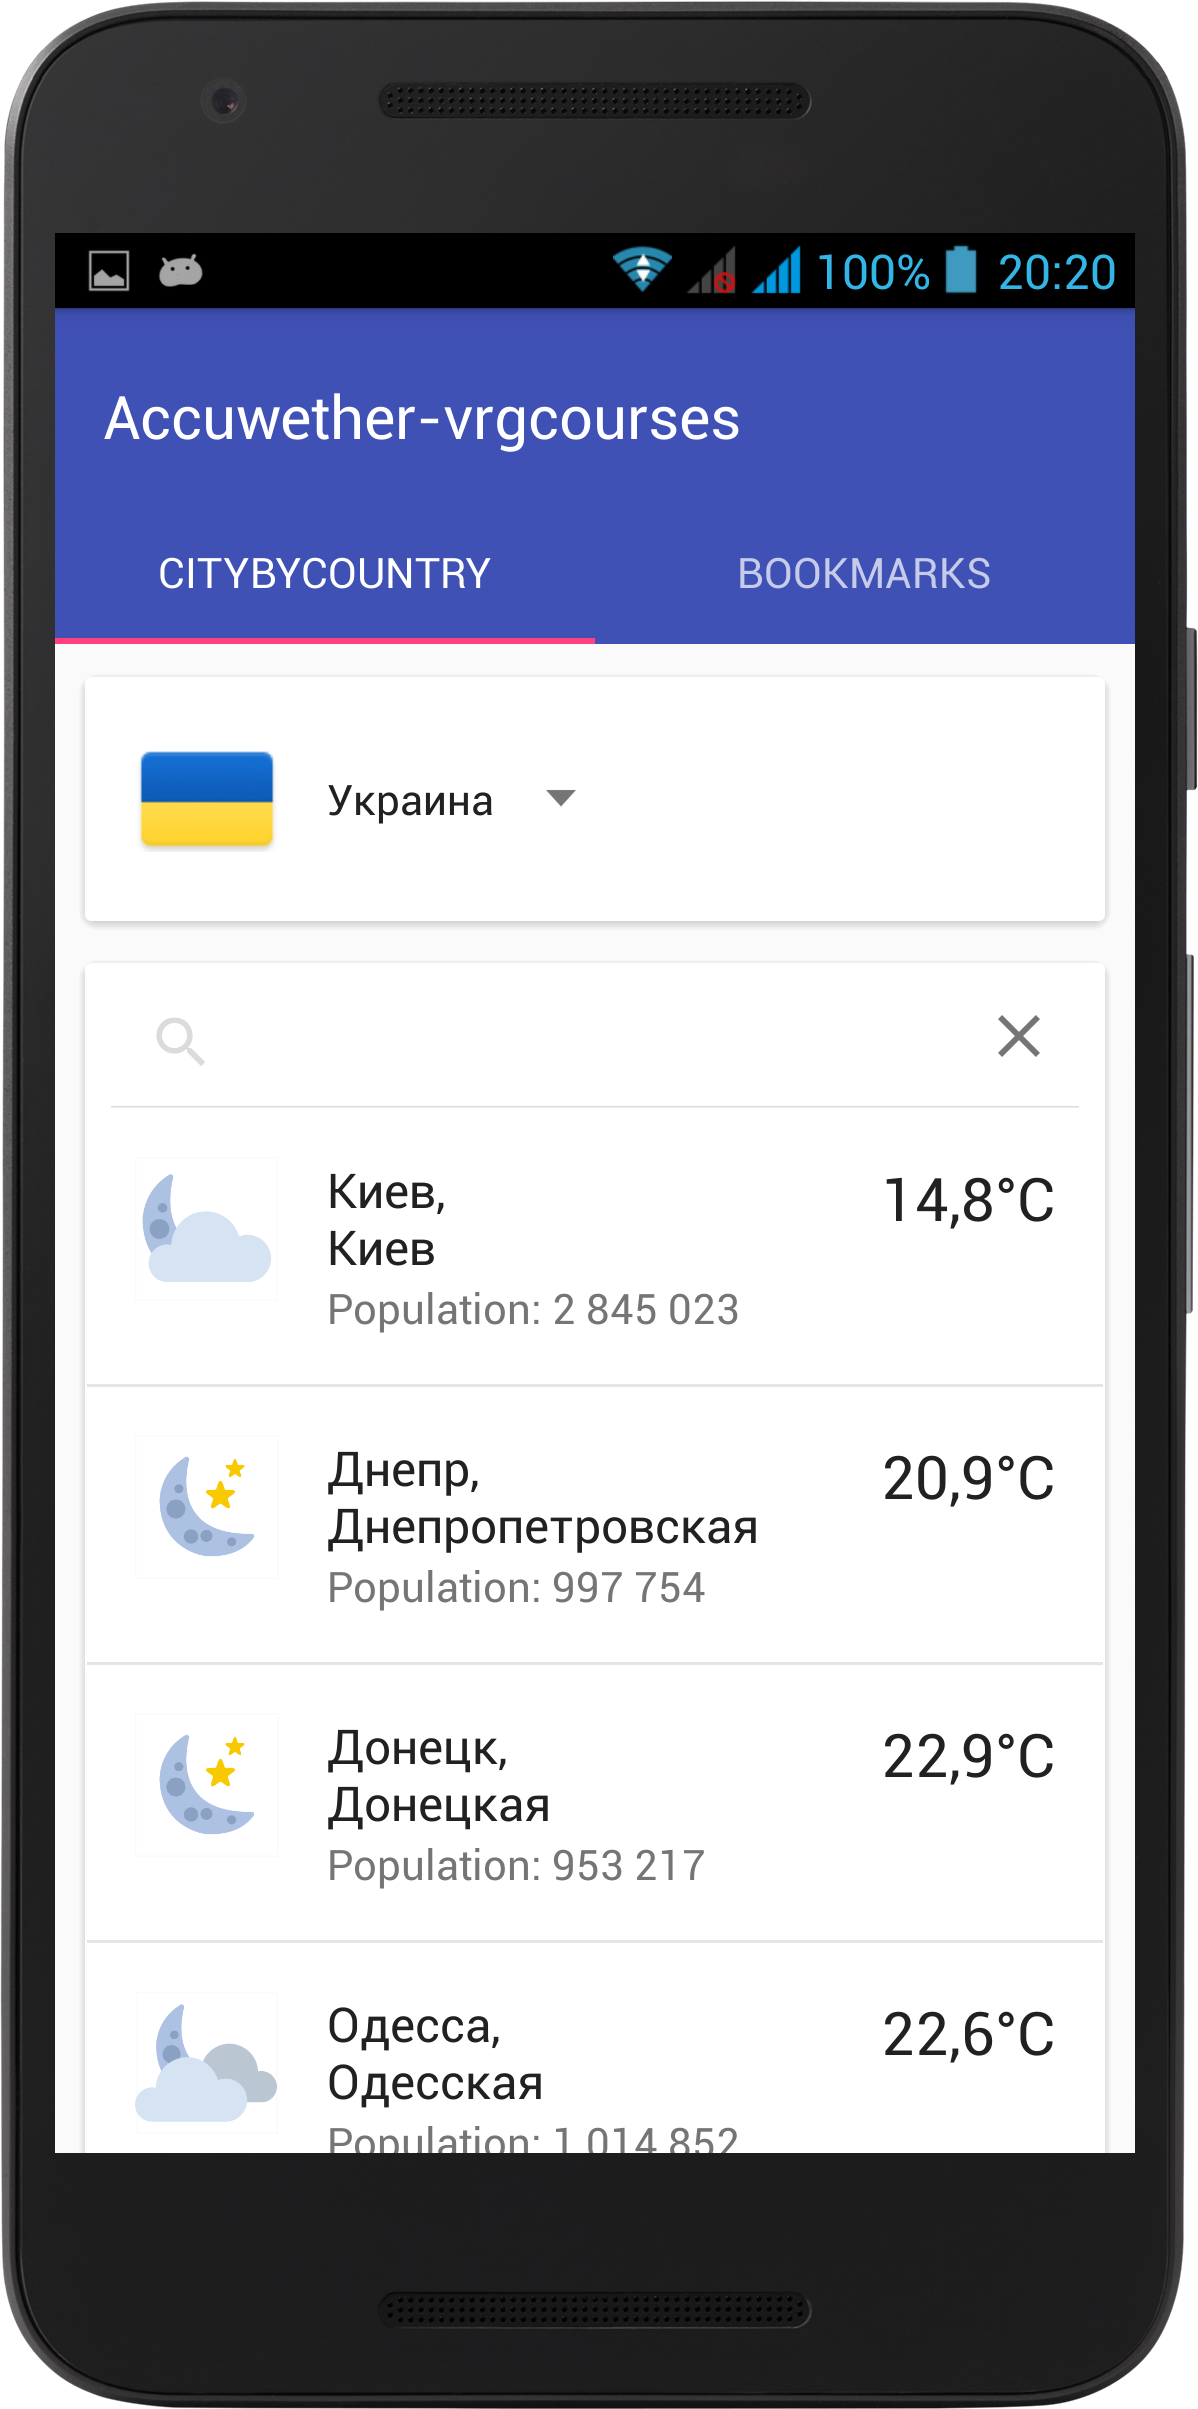 100% 20:20
Accuwether-vrgcourses
CITYBYCOUNTRY BOOKMARKS
Украина
Киев, 14,8°C
Киев
Population: 2 845 023
Днепр, 20,9°C
Днепропетровская
Population: 997 754
Донецк, 22,9°C
Донецкая
Population: 953 217
Одесса, 22,6°C
Одесская
Population: 1 014 852